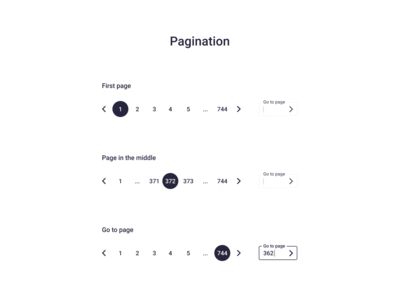 Pagination
First page
1 2 3 4 5 ... 744
Go to page
Page in the middle
1 ... 371 372 373 ... 744
Go to page
Go to page
1 2 3 4 5 ... 744
Go to page
362